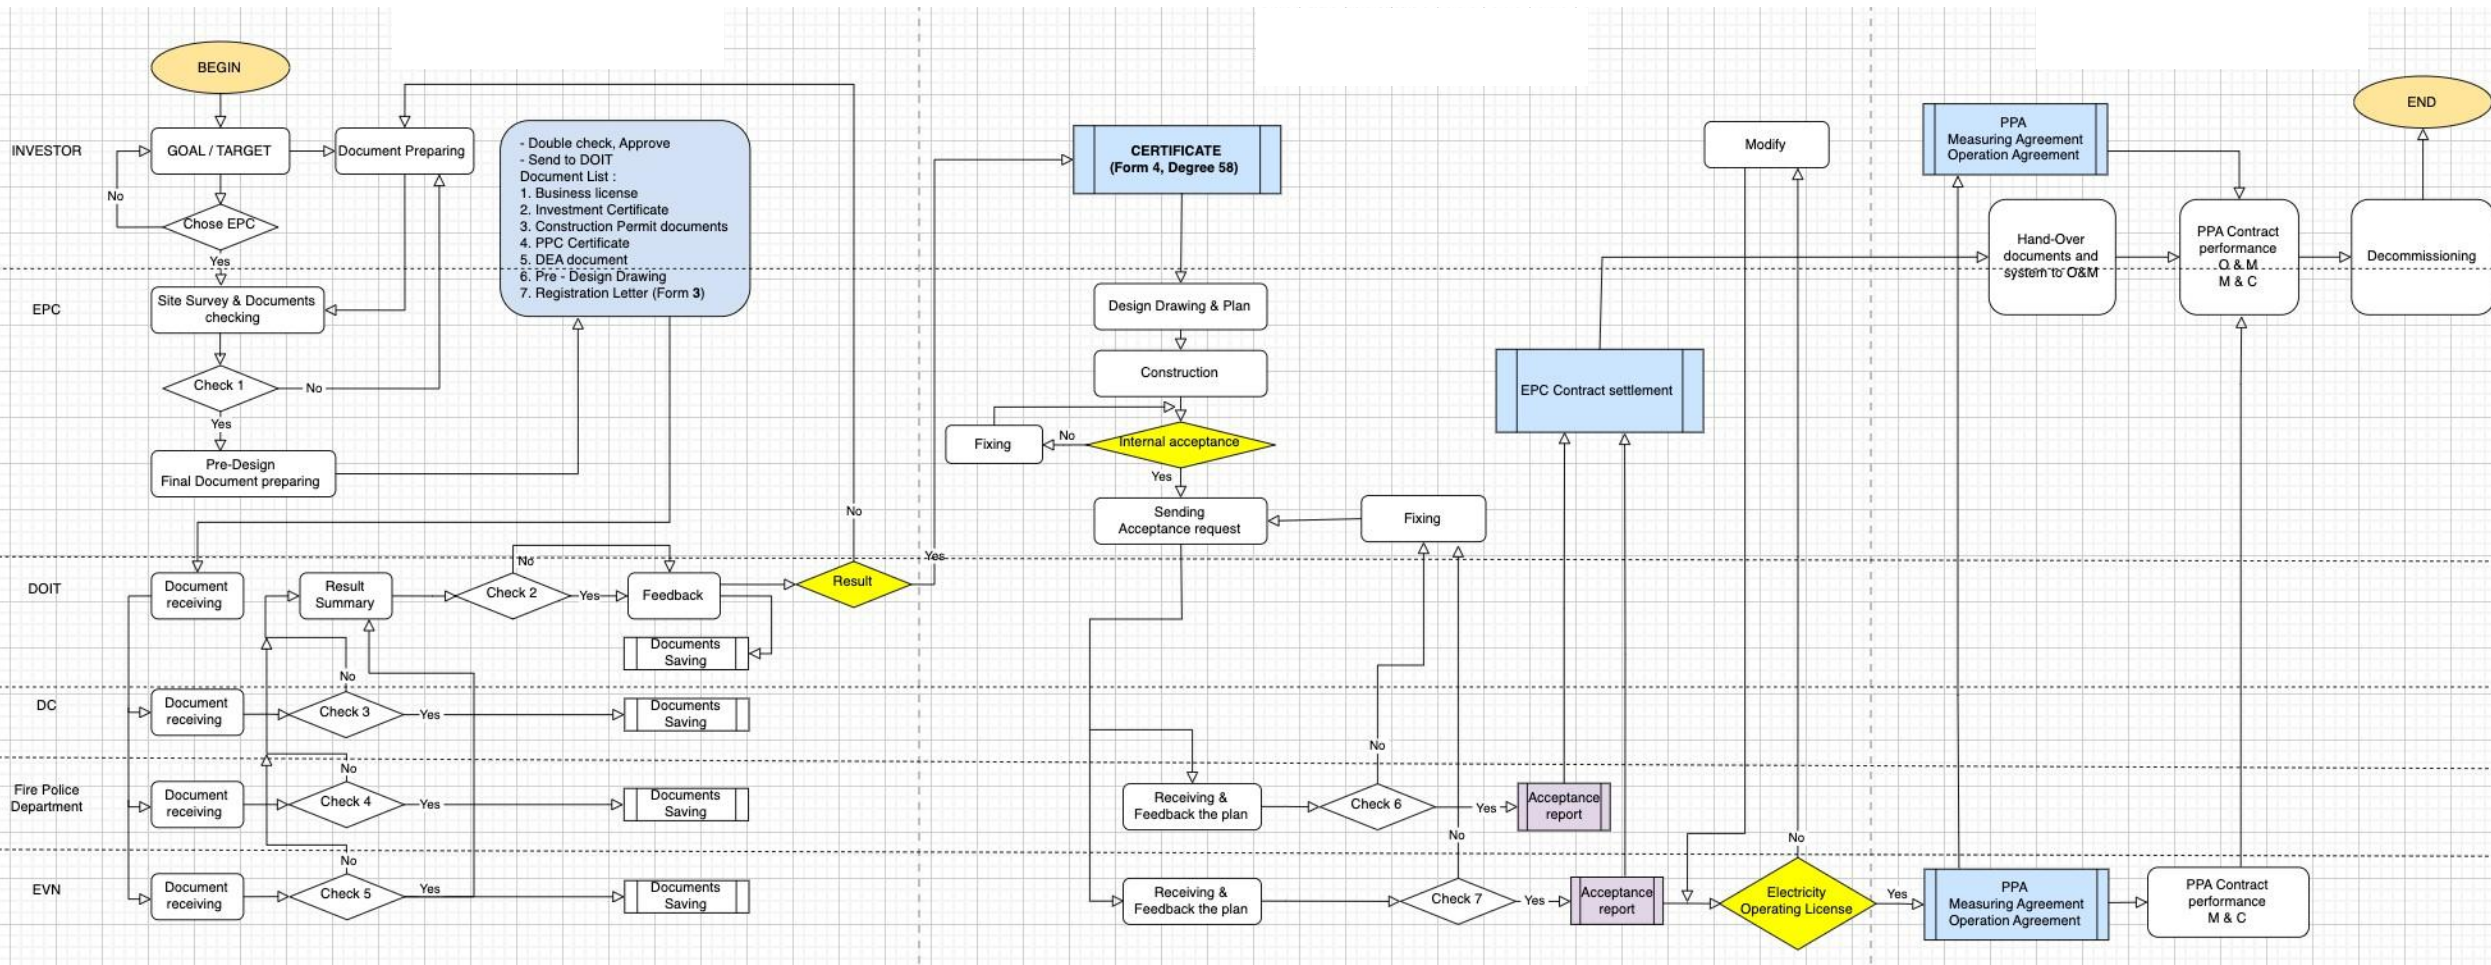 BEGIN
INVESTOR
GOAL / TARGET
Document Preparing
No
Chose EPC
Yes
- Double check, Approve
- Send to DOIT
Document List :
1. Business license
2. Investment Certificate
3. Construction Permit documents
4. PPC Certificate
5. DEA document
6. Pre - Design Drawing
7. Registration Letter (Form 3)
EPC
Site Survey & Documents
checking
Check 1
No
Yes
Pre-Design
Final Document preparing
No
Yes
DOIT
Document
receiving
Result
Summary
No
Check 2
Yes
Feedback
Result
Documents
Saving
DC
Document
receiving
No
Check 3
Yes
Documents
Saving
Fire Police
Department
Document
receiving
No
Check 4
Yes
Documents
Saving
EVN
Document
receiving
No
Check 5
Yes
Documents
Saving
CERTIFICATE
(Form 4, Degree 58)
Design Drawing & Plan
Construction
Internal acceptance
No
Fixing
Yes
Sending
Acceptance request
Fixing
EPC Contract settlement
Modify
No
Receiving &
Feedback the plan
Check 6
Yes
Acceptance
report
No
Receiving &
Feedback the plan
Check 7
Yes
Acceptance
report
No
Electricity
Operating License
Yes
PPA
Measuring Agreement
Operation Agreement
Hand-Over
documents and
system to O&M
PPA Contract
performance
O & M
M & C
Decommissioning
END
PPA
Measuring Agreement
Operation Agreement
PPA Contract
performance
M & C